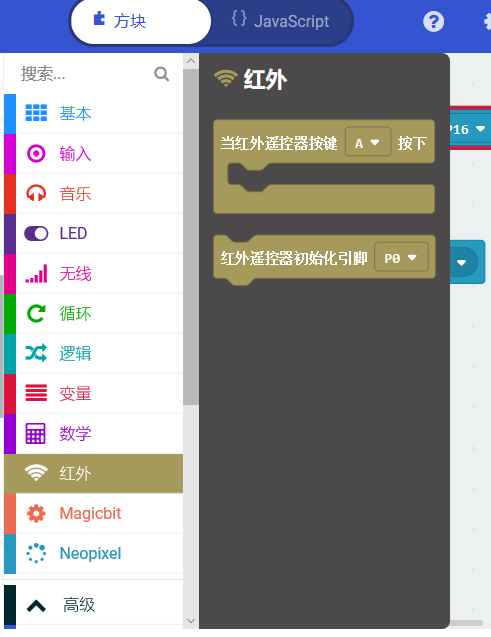 方块
{ } JavaScript
?
搜索...
基本
输入
音乐
LED
无线
循环
逻辑
变量
数学
红外
Magicbit
Neopixel
高级
红外
当红外遥控器按键 A 按下
红外遥控器初始化引脚 P0
P16